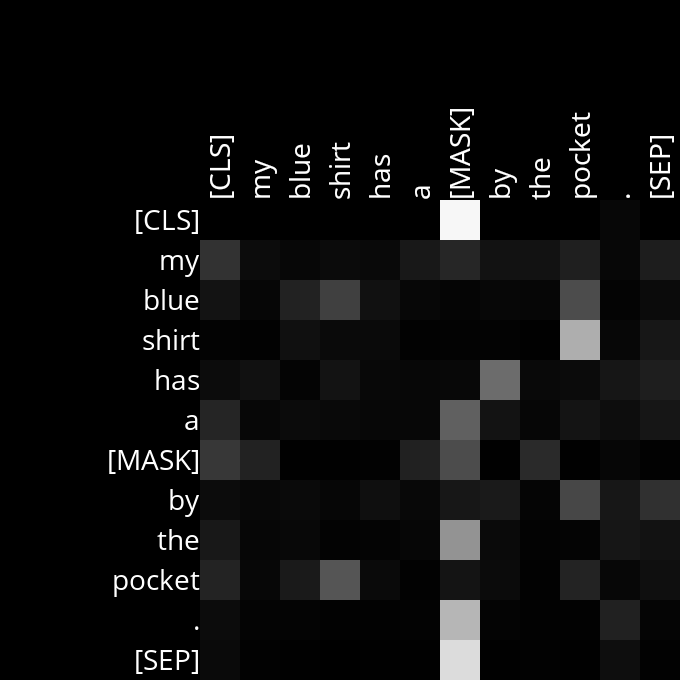 [CLS] my blue shirt has a [MASK] by the pocket . [SEP]
[CLS]
my
blue
shirt
has
a
[MASK]
by
the
pocket
.
[SEP]